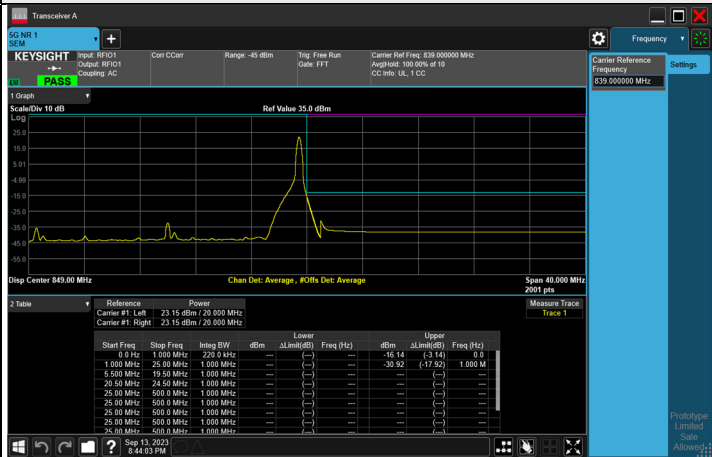 Transceiver A
5G NR 1
SEM
Frequency
KEYSIGHT
Input: RFIO1
Output: RFIO1
Coupling: AC
Corr CCorr
Range: -45 dBm
Trig: Free Run
Gate: FFT
Carrier Ref Freq: 839.000000 MHz
Avg|Hold: 100.00% of 10
CC Info: UL, 1 CC
PASS
Carrier Reference
Frequency
839.000000 MHz
Settings
1 Graph
Scale/Div 10 dB
Ref Value 35.0 dBm
Log
25.0
15.0
5.01
-4.99
-15.0
-25.0
-35.0
-45.0
-55.0
Disp Center 849.00 MHz
Chan Det: Average , #Offs Det: Average
Span 40.000 MHz
2001 pts
2 Table
Reference Power
Carrier #1: Left 23.15 dBm / 20.000 MHz
Carrier #1: Right 23.15 dBm / 20.000 MHz
Measure Trace
Trace 1
Lower Upper
Start Freq Stop Freq Integ BW dBm ΔLimit(dB) Freq (Hz) dBm ΔLimit(dB) Freq (Hz)
0.0 Hz 1.000 MHz 220.0 kHz --- (---) --- -16.14 (-3.14) 0.0
1.000 MHz 25.00 MHz 1.000 MHz --- (---) --- -30.92 (-17.92) 1.000 M
5.500 MHz 19.50 MHz 1.000 MHz --- (---) --- --- (---) ---
20.50 MHz 24.50 MHz 1.000 MHz --- (---) --- --- (---) ---
25.00 MHz 500.0 MHz 1.000 MHz --- (---) --- --- (---) ---
25.00 MHz 500.0 MHz 1.000 MHz --- (---) --- --- (---) ---
25.00 MHz 500.0 MHz 1.000 MHz --- (---) --- --- (---) ---
25.00 MHz 500.0 MHz 1.000 MHz --- (---) --- --- (---) ---
25.00 MHz 500.0 MHz 1.000 MHz --- (---) --- --- (---) ---
Sep 13, 2023
8:44:03 PM
Prototype
Limited
Sale
Allowed